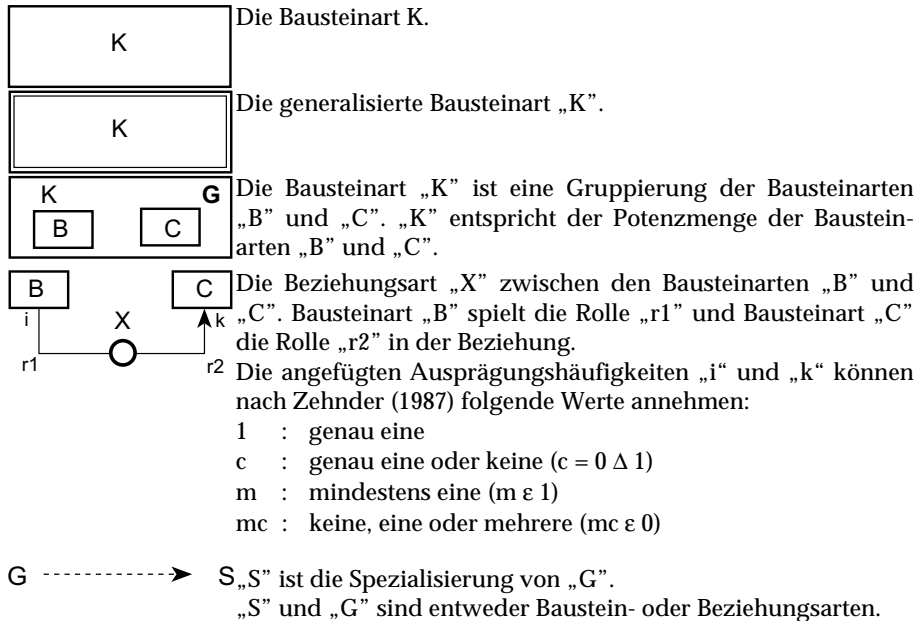 K
Die Bausteinart K.
K
Die generalisierte Bausteinart „K”.
K
G
B
C
Die Bausteinart „K” ist eine Gruppierung der Bausteinarten
„B” und „C”. „K” entspricht der Potenzmenge der Baustein-
arten „B” und „C”.
B
C
i
X
k
r1
r2
Die Beziehungsart „X” zwischen den Bausteinarten „B” und
„C”. Bausteinart „B” spielt die Rolle „r1” und Bausteinart „C”
die Rolle „r2” in der Beziehung.
Die angefügten Ausprägungshäufigkeiten „i“ und „k“ können
nach Zehnder (1987) folgende Werte annehmen:
1 : genau eine
c : genau eine oder keine (c = 0 Δ 1)
m : mindestens eine (m ε 1)
mc : keine, eine oder mehrere (mc ε 0)
G
S
„S” ist die Spezialisierung von „G”.
„S” und „G” sind entweder Baustein- oder Beziehungsarten.